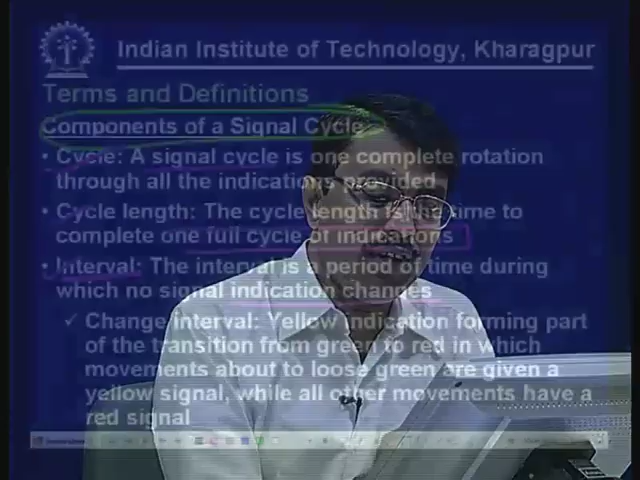 Indian Institute of Technology, Kharagpur
Terms and Definitions
Components of a Signal Cycle
• Cycle: A signal cycle is one complete rotation
through all the indications provided
• Cycle length: The cycle length is the time to
complete one full cycle of indications
• Interval: The interval is a period of time during
which no signal indication changes
✓ Change interval: Yellow indication forming part
of the transition from green to red in which
movements about to loose green are given a
yellow signal, while all other movements have a
red signal